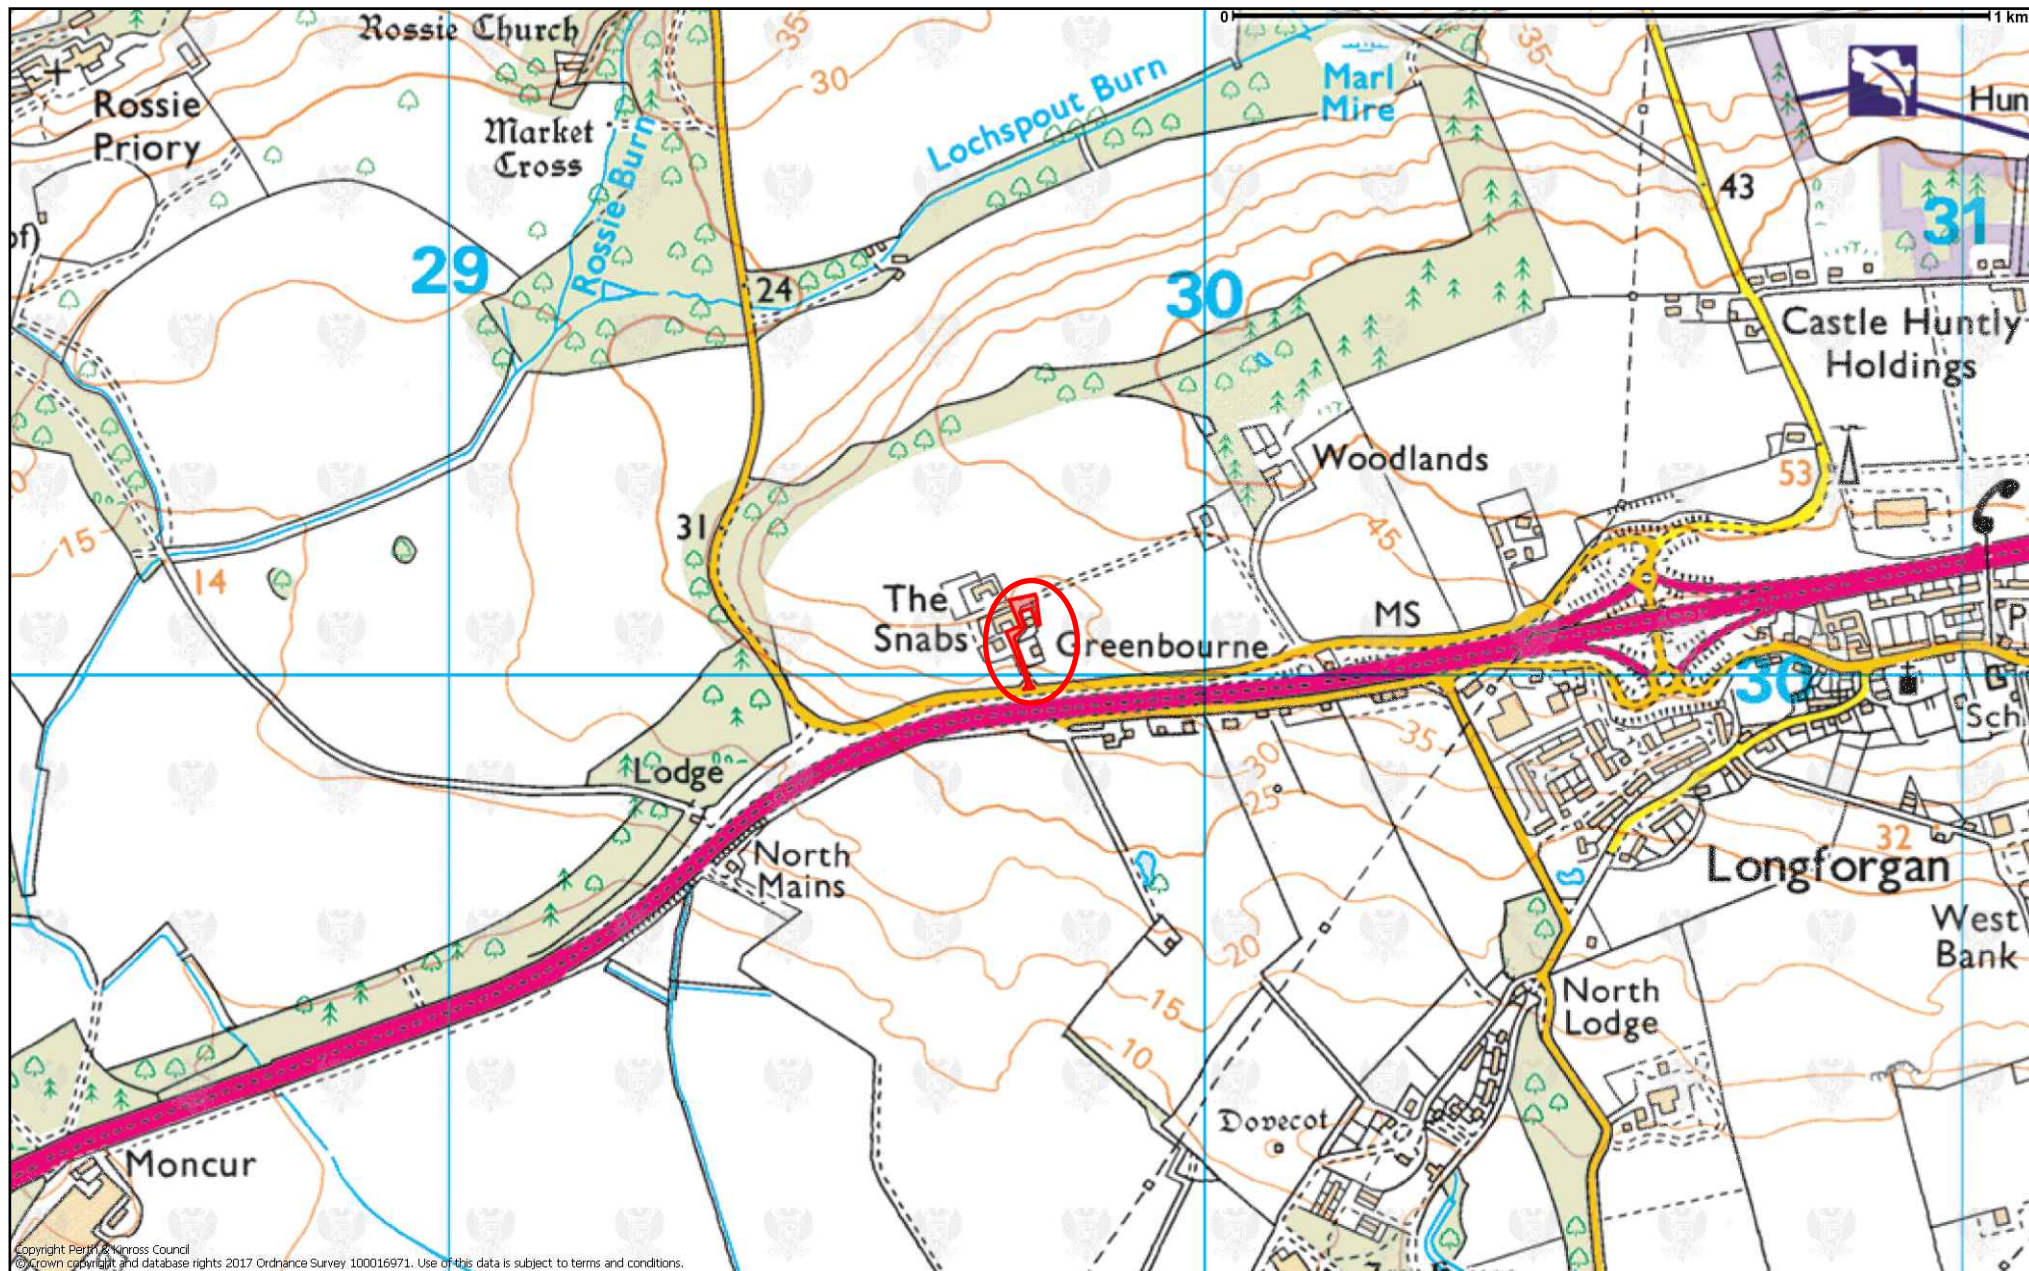 Rossie Church
35
0
1 km
35
30
Lochspout Burn
Marl
Mire
Hun
Rossie
Priory
Market
Cross
Rossie Burn
43
31
of)
29
24
30
Castle Huntly
Holdings
Woodlands
53
31
45
15
14
The
Snabs
MS
Greenbourne
P
30
Sch
35
Lodge
30
25
32
North
Mains
Longforgan
20
West
Bank
15
North
Lodge
10
Dovecot
Moncur
Copyright Perth & Kinross Council
© Crown copyright and database rights 2017 Ordnance Survey 100016971. Use of this data is subject to terms and conditions.